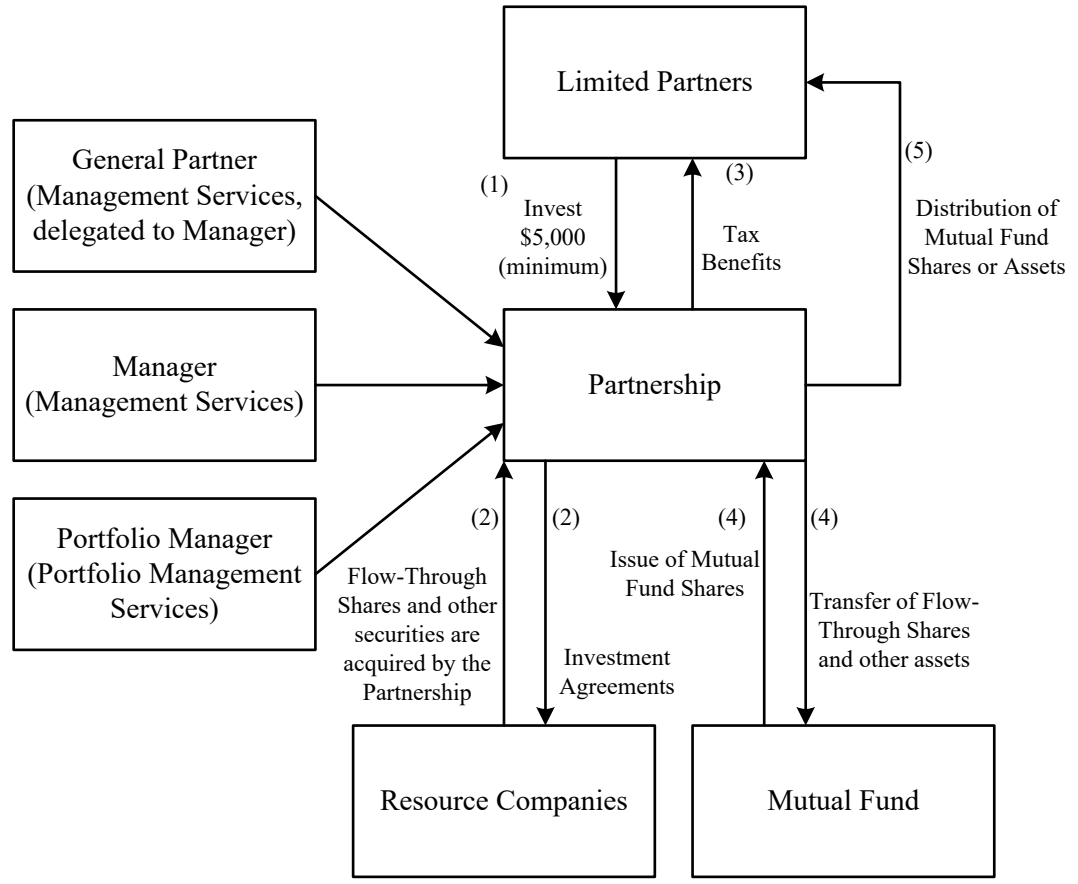 Limited Partners
General Partner
(Management Services,
delegated to Manager)
(1)
Invest
$5,000
(minimum)
(3)
Tax
Benefits
(5)
Distribution of
Mutual Fund
Shares or Assets
Manager
(Management Services)
Partnership
Portfolio Manager
(Portfolio Management
Services)
(2)
Flow-Through
Shares and other
securities are
acquired by the
Partnership
(2)
Investment
Agreements
(4)
Issue of Mutual
Fund Shares
(4)
Transfer of Flow-
Through Shares
and other assets
Resource Companies
Mutual Fund